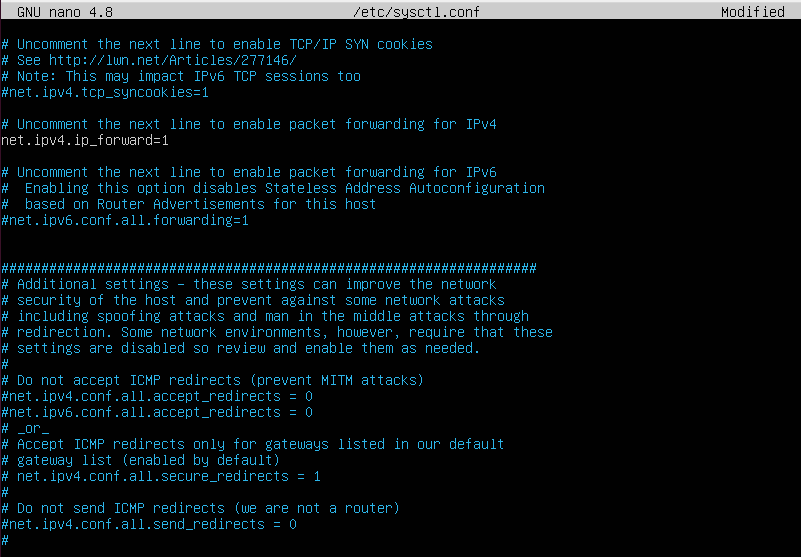 GNU nano 4.8 /etc/sysctl.conf Modified
# Uncomment the next line to enable TCP/IP SYN cookies
# See http://lwn.net/Articles/277146/
# Note: This may impact IPv6 TCP sessions too
#net.ipv4.tcp_syncookies=1
# Uncomment the next line to enable packet forwarding for IPv4
net.ipv4.ip_forward=1
# Uncomment the next line to enable packet forwarding for IPv6
#  Enabling this option disables Stateless Address Autoconfiguration
#  based on Router Advertisements for this host
#net.ipv6.conf.all.forwarding=1
###################################################################
# Additional settings – these settings can improve the network
# security of the host and prevent against some network attacks
# including spoofing attacks and man in the middle attacks through
# redirection. Some network environments, however, require that these
# settings are disabled so review and enable them as needed.
#
# Do not accept ICMP redirects (prevent MITM attacks)
#net.ipv4.conf.all.accept_redirects = 0
#net.ipv6.conf.all.accept_redirects = 0
# _or_
# Accept ICMP redirects only for gateways listed in our default
# gateway list (enabled by default)
# net.ipv4.conf.all.secure_redirects = 1
#
# Do not send ICMP redirects (we are not a router)
#net.ipv4.conf.all.send_redirects = 0
#